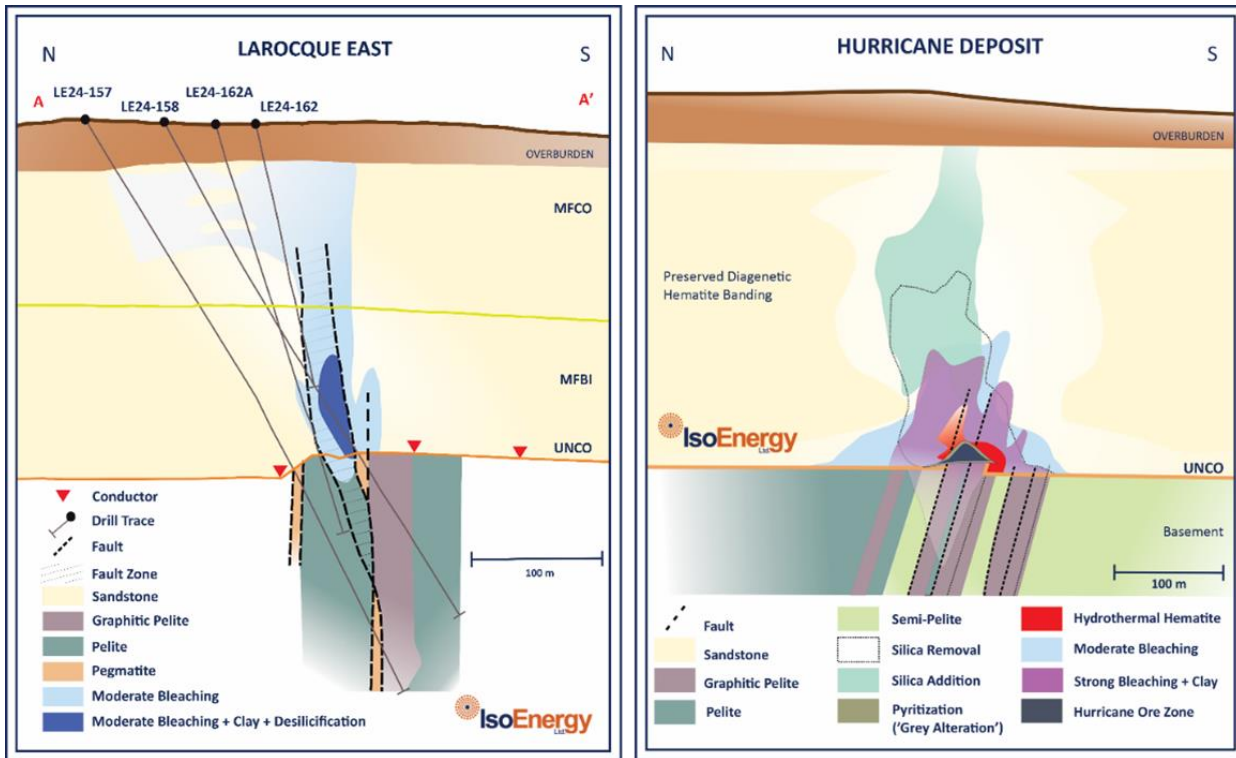 LAROCQUE EAST
N
S
LE24-157
LE24-158
LE24-162A
LE24-162
A
A'
OVERBURDEN
MFCO
MFBI
UNCO
Conductor
Drill Trace
Fault
Fault Zone
Sandstone
Graphitic Pelite
Pelite
Pegmatite
Moderate Bleaching
Moderate Bleaching + Clay + Desilicification
100 m
IsoEnergy
Ltd.
HURRICANE DEPOSIT
N
S
OVERBURDEN
Preserved Diagenetic
Hematite Banding
IsoEnergy
Ltd.
UNCO
Basement
100 m
Fault
Sandstone
Graphitic Pelite
Pelite
Semi-Pelite
Silica Removal
Silica Addition
Pyritization
('Grey Alteration')
Hydrothermal Hematite
Moderate Bleaching
Strong Bleaching + Clay
Hurricane Ore Zone